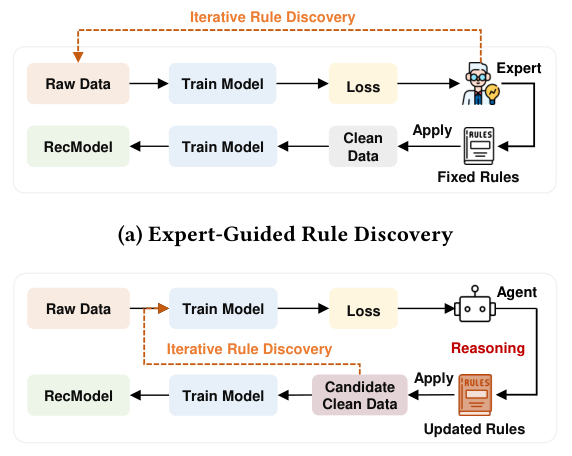 Iterative Rule Discovery
Raw Data
Train Model
Loss
Expert
RecModel
Train Model
Clean
Data
Apply
RULES
Fixed Rules
(a) Expert-Guided Rule Discovery
Raw Data
Train Model
Loss
Agent
Iterative Rule Discovery
Reasoning
RecModel
Train Model
Candidate
Clean Data
Apply
RULES
Updated Rules